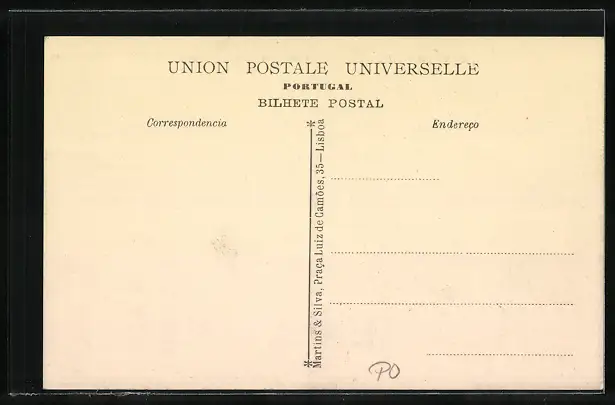 UNION POSTALE UNIVERSELLE
PORTUGAL
BILHETE POSTAL
Correspondencia
Endereço
Martins & Silva, Praça Luiz de Camões, 35—Lisboa
PO